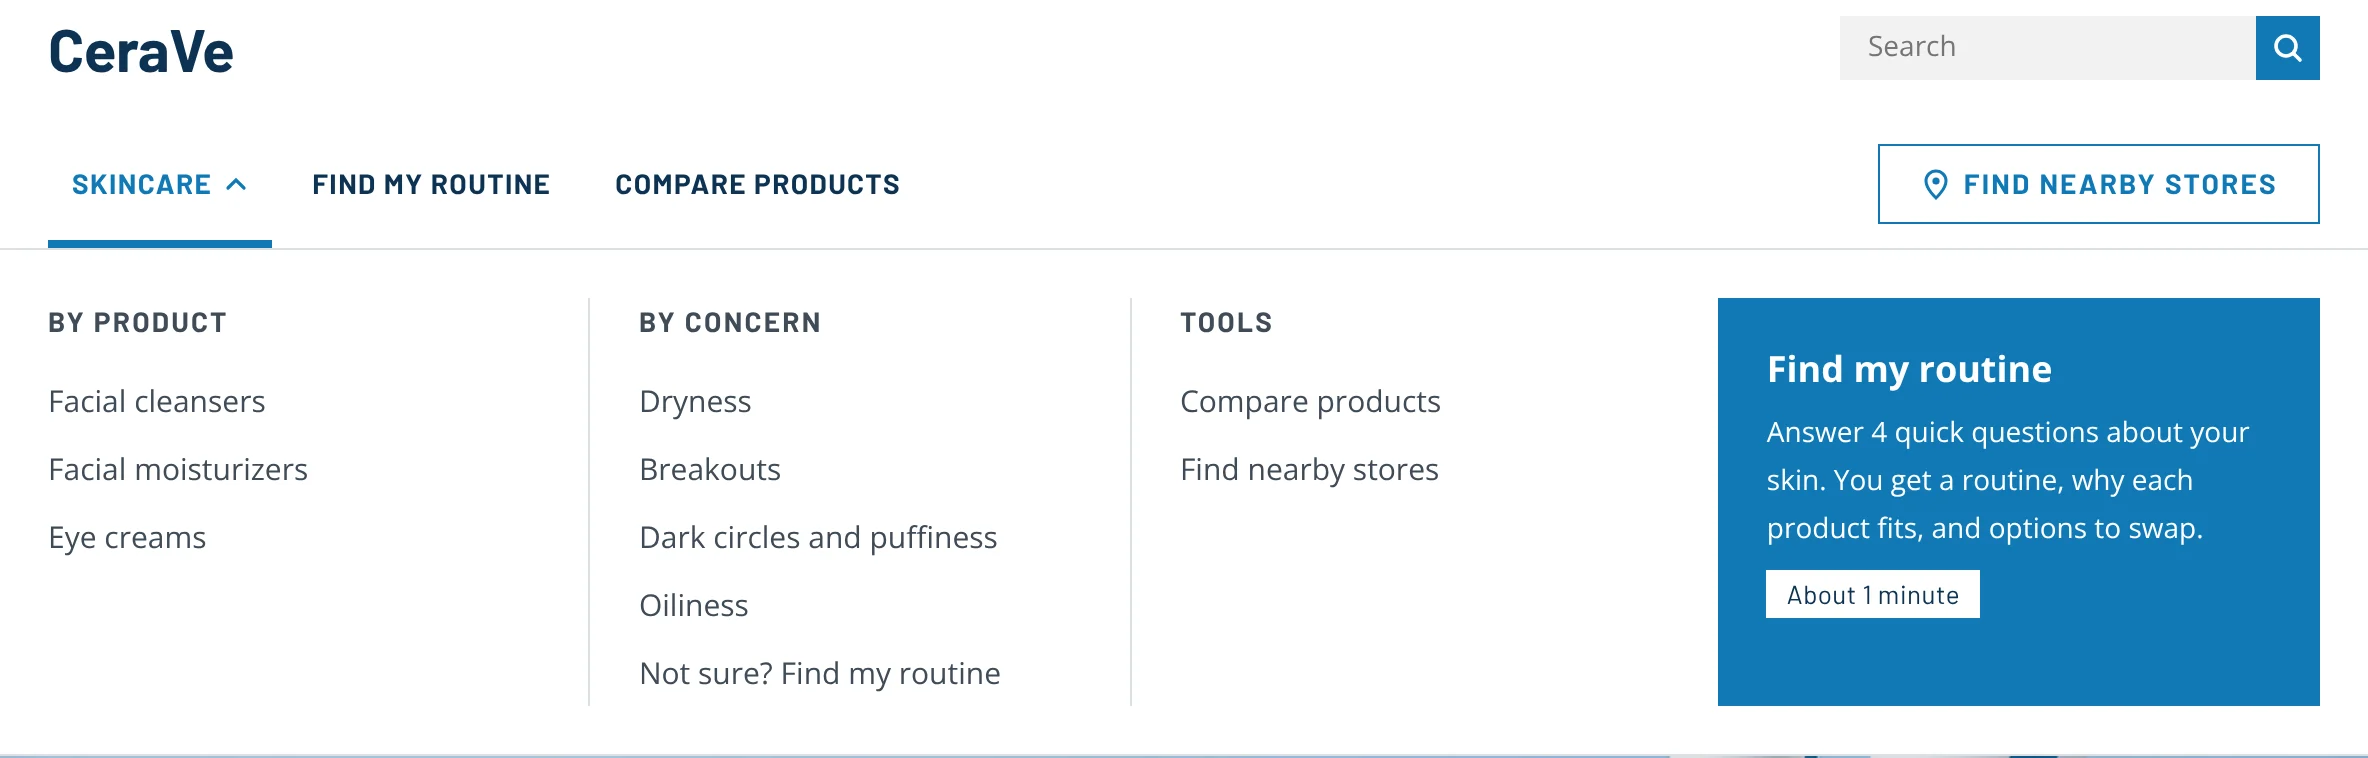 CeraVe
Search
SKINCARE
FIND MY ROUTINE
COMPARE PRODUCTS
FIND NEARBY STORES
BY PRODUCT
Facial cleansers
Facial moisturizers
Eye creams
BY CONCERN
Dryness
Breakouts
Dark circles and puffiness
Oiliness
Not sure? Find my routine
TOOLS
Compare products
Find nearby stores
Find my routine
Answer 4 quick questions about your
skin. You get a routine, why each
product fits, and options to swap.
About 1 minute